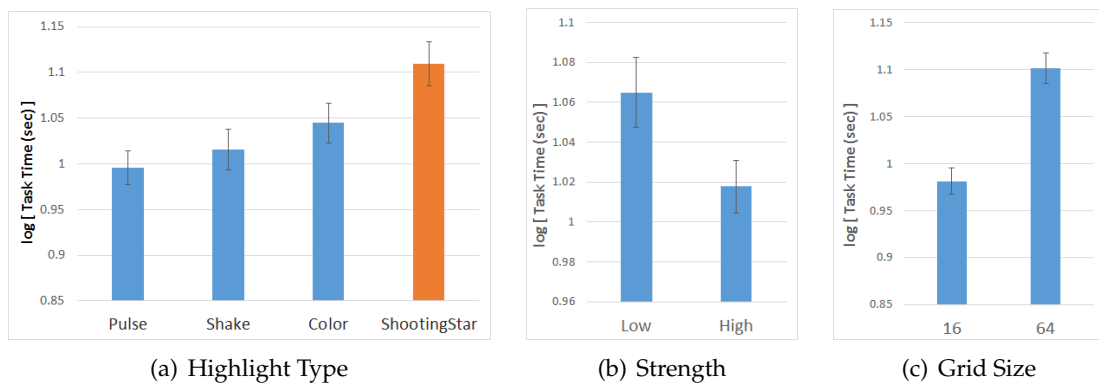 log [ Task Time (sec) ]
1.15
1.1
1.05
1
0.95
0.9
0.85
Pulse Shake Color ShootingStar
(a) Highlight Type
log [ Task Time (sec) ]
1.1
1.08
1.06
1.04
1.02
1
0.98
0.96
Low High
(b) Strength
log [ Task Time (sec) ]
1.15
1.1
1.05
1
0.95
0.9
0.85
16 64
(c) Grid Size